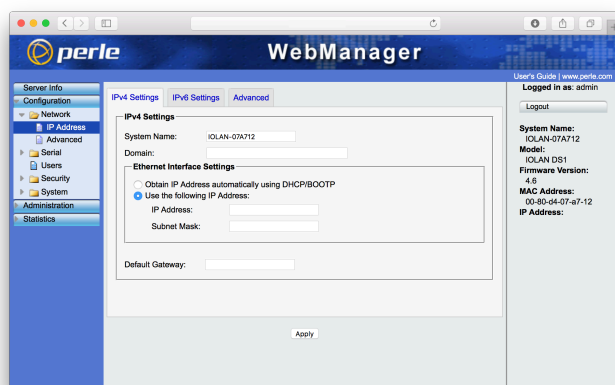 perle
WebManager
User's Guide | www.perle.com
Server Info
Configuration
Network
IP Address
Advanced
Serial
Users
Security
System
Administration
Statistics
IPv4 Settings
IPv6 Settings
Advanced
IPv4 Settings
System Name: IOLAN-07A712
Domain:
Ethernet Interface Settings
Obtain IP Address automatically using DHCP/BOOTP
Use the following IP Address:
IP Address:
Subnet Mask:
Default Gateway:
Apply
Logged in as: admin
Logout
System Name:
IOLAN-07A712
Model:
IOLAN DS1
Firmware Version:
4.6
MAC Address:
00-80-d4-07-a7-12
IP Address: